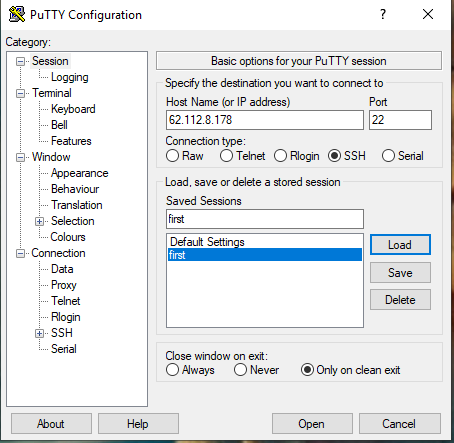 PuTTY Configuration
Category:
Session
Logging
Terminal
Keyboard
Bell
Features
Window
Appearance
Behaviour
Translation
Selection
Colours
Connection
Data
Proxy
Telnet
Rlogin
SSH
Serial
Basic options for your PuTTY session
Specify the destination you want to connect to
Host Name (or IP address) Port
62.112.8.178 22
Connection type:
Raw Telnet Rlogin SSH Serial
Load, save or delete a stored session
Saved Sessions
first
Default Settings
first
Load
Save
Delete
Close window on exit:
Always Never Only on clean exit
About Help Open Cancel